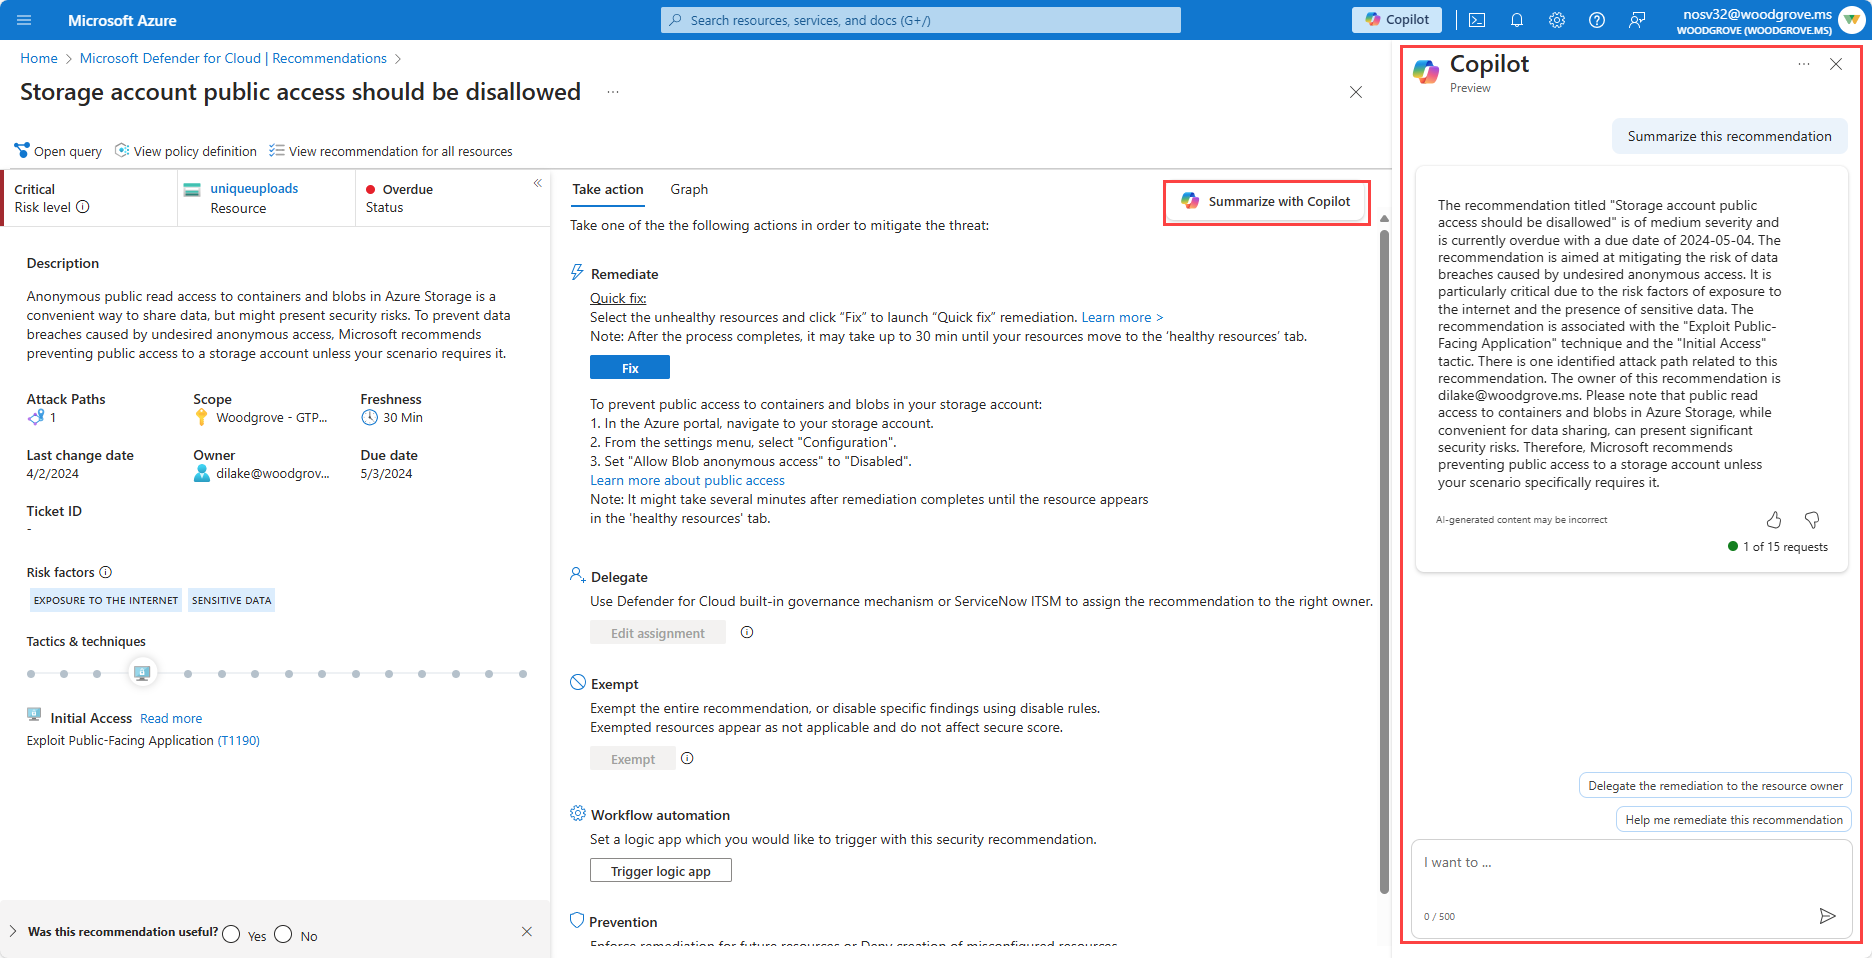 Microsoft Azure
Search resources, services, and docs (G+/)
Copilot
nosv32@woodgrove.ms
WOODGROVE (WOODGROVE.MS)
Home > Microsoft Defender for Cloud | Recommendations >
Storage account public access should be disallowed ...
Open query
View policy definition
View recommendation for all resources
Critical
Risk level
uniqueuploads
Resource
Overdue
Status
Description
Anonymous public read access to containers and blobs in Azure Storage is a
convenient way to share data, but might present security risks. To prevent data
breaches caused by undesired anonymous access, Microsoft recommends
preventing public access to a storage account unless your scenario requires it.
Attack Paths
1
Scope
Woodgrove - GTP...
Freshness
30 Min
Last change date
4/2/2024
Owner
dilake@woodgrov...
Due date
5/3/2024
Ticket ID
-
Risk factors
EXPOSURE TO THE INTERNET
SENSITIVE DATA
Tactics & techniques
Initial Access Read more
Exploit Public-Facing Application (T1190)
Was this recommendation useful? Yes No
Take action
Graph
Summarize with Copilot
Take one of the the following actions in order to mitigate the threat:
Remediate
Quick fix:
Select the unhealthy resources and click “Fix” to launch “Quick fix” remediation. Learn more >
Note: After the process completes, it may take up to 30 min until your resources move to the ‘healthy resources’ tab.
Fix
To prevent public access to containers and blobs in your storage account:
1. In the Azure portal, navigate to your storage account.
2. From the settings menu, select "Configuration".
3. Set "Allow Blob anonymous access" to "Disabled".
Learn more about public access
Note: It might take several minutes after remediation completes until the resource appears
in the 'healthy resources' tab.
Delegate
Use Defender for Cloud built-in governance mechanism or ServiceNow ITSM to assign the recommendation to the right owner.
Edit assignment
Exempt
Exempt the entire recommendation, or disable specific findings using disable rules.
Exempted resources appear as not applicable and do not affect secure score.
Exempt
Workflow automation
Set a logic app which you would like to trigger with this security recommendation.
Trigger logic app
Prevention
Enforce remediation for future resources or Deny creation of misconfigured resources
Copilot
Preview
...
Summarize this recommendation
The recommendation titled "Storage account public
access should be disallowed" is of medium severity and
is currently overdue with a due date of 2024-05-04. The
recommendation is aimed at mitigating the risk of data
breaches caused by undesired anonymous access. It is
particularly critical due to the risk factors of exposure to
the internet and the presence of sensitive data. The
recommendation is associated with the "Exploit Public-
Facing Application" technique and the "Initial Access"
tactic. There is one identified attack path related to this
recommendation. The owner of this recommendation is
dilake@woodgrove.ms. Please note that public read
access to containers and blobs in Azure Storage, while
convenient for data sharing, can present significant
security risks. Therefore, Microsoft recommends
preventing public access to a storage account unless
your scenario specifically requires it.
AI-generated content may be incorrect
1 of 15 requests
Delegate the remediation to the resource owner
Help me remediate this recommendation
I want to ...
0 / 500